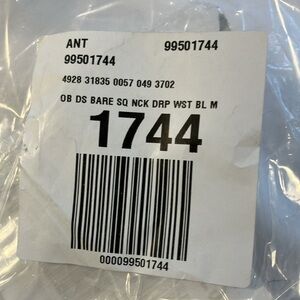 ANT 99501744
99501744
4928 31835 0057 049 3702
OB DS BARE SQ NCK DRP WST BL M
1744
000099501744